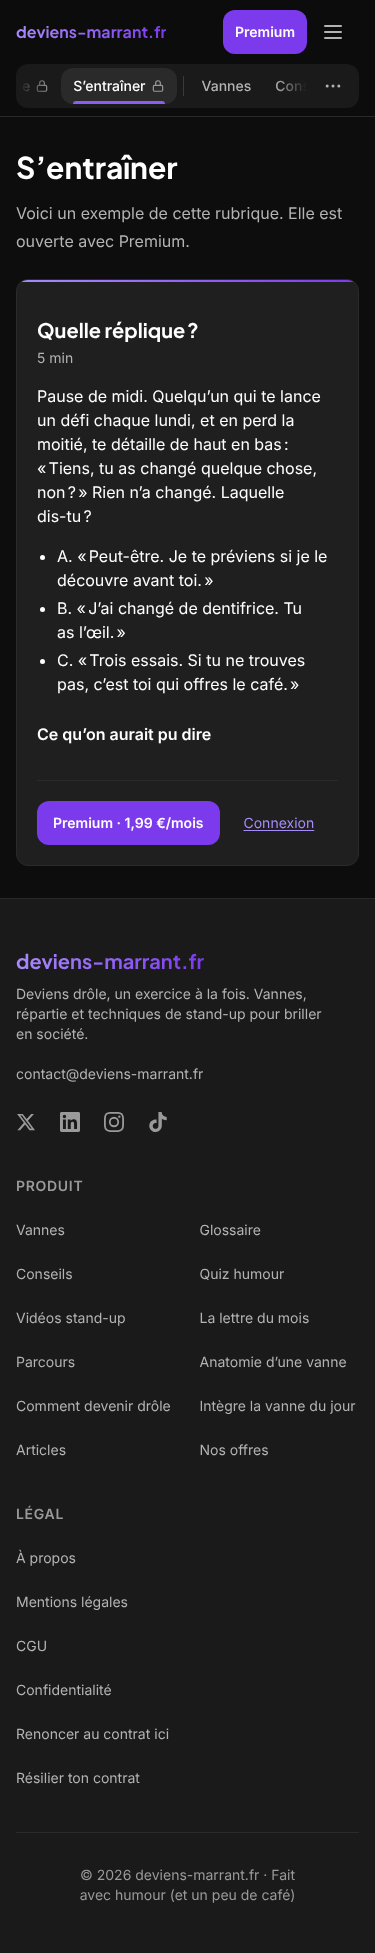 deviens-marrant.fr
Premium
S’entraîner
Vannes
S’entraîner
Voici un exemple de cette rubrique. Elle est
ouverte avec Premium.
Quelle réplique ?
5 min
Pause de midi. Quelqu’un qui te lance
un défi chaque lundi, et en perd la
moitié, te détaille de haut en bas :
« Tiens, tu as changé quelque chose,
non ? » Rien n’a changé. Laquelle
dis-tu ?
• A. « Peut-être. Je te préviens si je le
découvre avant toi. »
• B. « J’ai changé de dentifrice. Tu
as l’œil. »
• C. « Trois essais. Si tu ne trouves
pas, c’est toi qui offres le café. »
Ce qu’on aurait pu dire
Premium · 1,99 €/mois
Connexion
deviens-marrant.fr
Deviens drôle, un exercice à la fois. Vannes,
répartie et techniques de stand-up pour briller
en société.
contact@deviens-marrant.fr
PRODUIT
Vannes
Glossaire
Conseils
Quiz humour
Vidéos stand-up
La lettre du mois
Parcours
Anatomie d’une vanne
Comment devenir drôle
Intègre la vanne du jour
Articles
Nos offres
LÉGAL
À propos
Mentions légales
CGU
Confidentialité
Renoncer au contrat ici
Résilier ton contrat
© 2026 deviens-marrant.fr · Fait
avec humour (et un peu de café)